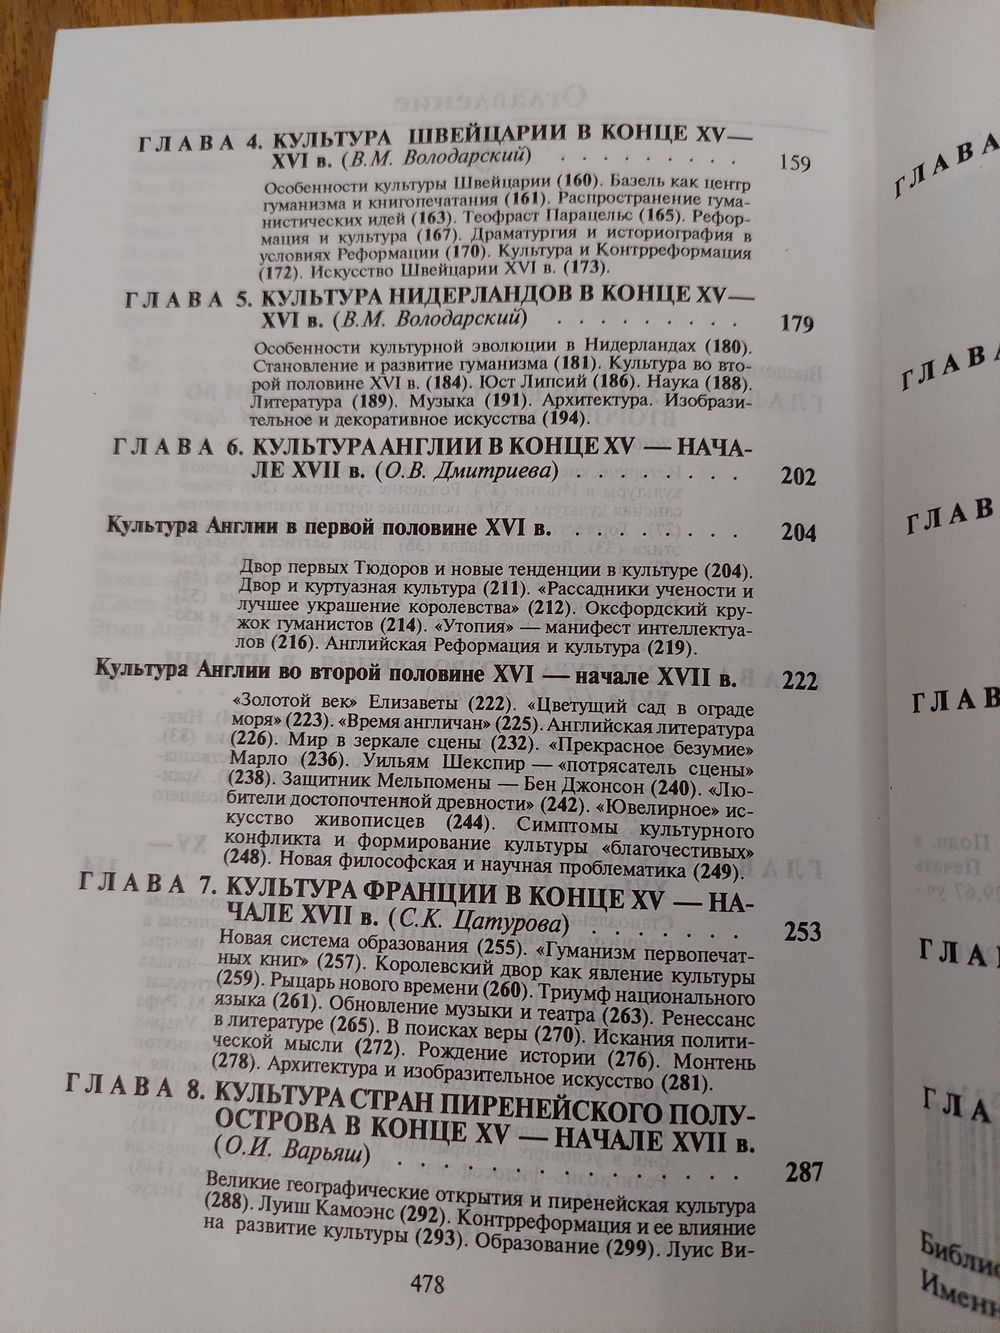 ГЛАВА 4. КУЛЬТУРА ШВЕЙЦАРИИ В КОНЦЕ XV—
XVI в. (В.М. Володарский) . . . . . . . . . 159
Особенности культуры Швейцарии (160). Базель как центр
гуманизма и книгопечатания (161). Распространение гума-
нистических идей (163). Теофраст Парацельс (165). Рефор-
мация и культура (167). Драматургия и историография в
условиях Реформации (170). Культура и Контрреформация
(172). Искусство Швейцарии XVI в. (173).
ГЛАВА 5. КУЛЬТУРА НИДЕРЛАНДОВ В КОНЦЕ XV—
XVI в. (В.М. Володарский) . . . . . . . . . 179
Особенности культурной эволюции в Нидерландах (180).
Становление и развитие гуманизма (181). Культура во вто-
рой половине XVI в. (184). Юст Липсий (186). Наука (188).
Литература (189). Музыка (191). Архитектура. Изобрази-
тельное и декоративное искусства (194).
ГЛАВА 6. КУЛЬТУРА АНГЛИИ В КОНЦЕ XV — НАЧА-
ЛЕ XVII в. (О.В. Дмитриева) . . . . . . . . 202
Культура Англии в первой половине XVI в. . . . . . . . . 204
Двор первых Тюдоров и новые тенденции в культуре (204).
Двор и куртуазная культура (211). «Рассадники учености и
лучшее украшение королевства» (212). Оксфордский кру-
жок гуманистов (214). «Утопия» — манифест интеллектуа-
лов (216). Английская Реформация и культура (219).
Культура Англии во второй половине XVI — начале XVII в. 222
«Золотой век» Елизаветы (222). «Цветущий сад в ограде
моря» (223). «Время англичан» (225). Английская литература
(226). Мир в зеркале сцены (232). «Прекрасное безумие»
Марло (236). Уильям Шекспир — «потрясатель сцены»
(238). Защитник Мельпомены — Бен Джонсон (240). «Лю-
бители достопочтенной древности» (242). «Ювелирное» ис-
кусство живописцев (244). Симптомы культурного
конфликта и формирование культуры «благочестивых»
(248). Новая философская и научная проблематика (249).
ГЛАВА 7. КУЛЬТУРА ФРАНЦИИ В КОНЦЕ XV — НА-
ЧАЛЕ XVII в. (С.К. Цатурова) . . . . . . . 253
Новая система образования (255). «Гуманизм первопечат-
ных книг» (257). Королевский двор как явление культуры
(259). Рыцарь нового времени (260). Триумф национального
языка (261). Обновление музыки и театра (263). Ренессанс
в литературе (265). В поисках веры (270). Искания полити-
ческой мысли (272). Рождение истории (276). Монтень
(278). Архитектура и изобразительное искусство (281).
ГЛАВА 8. КУЛЬТУРА СТРАН ПИРЕНЕЙСКОГО ПОЛУ-
ОСТРОВА В КОНЦЕ XV — НАЧАЛЕ XVII в.
(О.И. Варьяш) . . . . . . . . . . . . . . 287
Великие географические открытия и пиренейская культура
(288). Луиш Камоэнс (292). Контрреформация и ее влияние
на развитие культуры (293). Образование (299). Луис Ви-
478
ГЛАВА
ГЛАВА
ГЛАВ
ГЛАВ
ГЛА
ГЛА
Библио
Именн